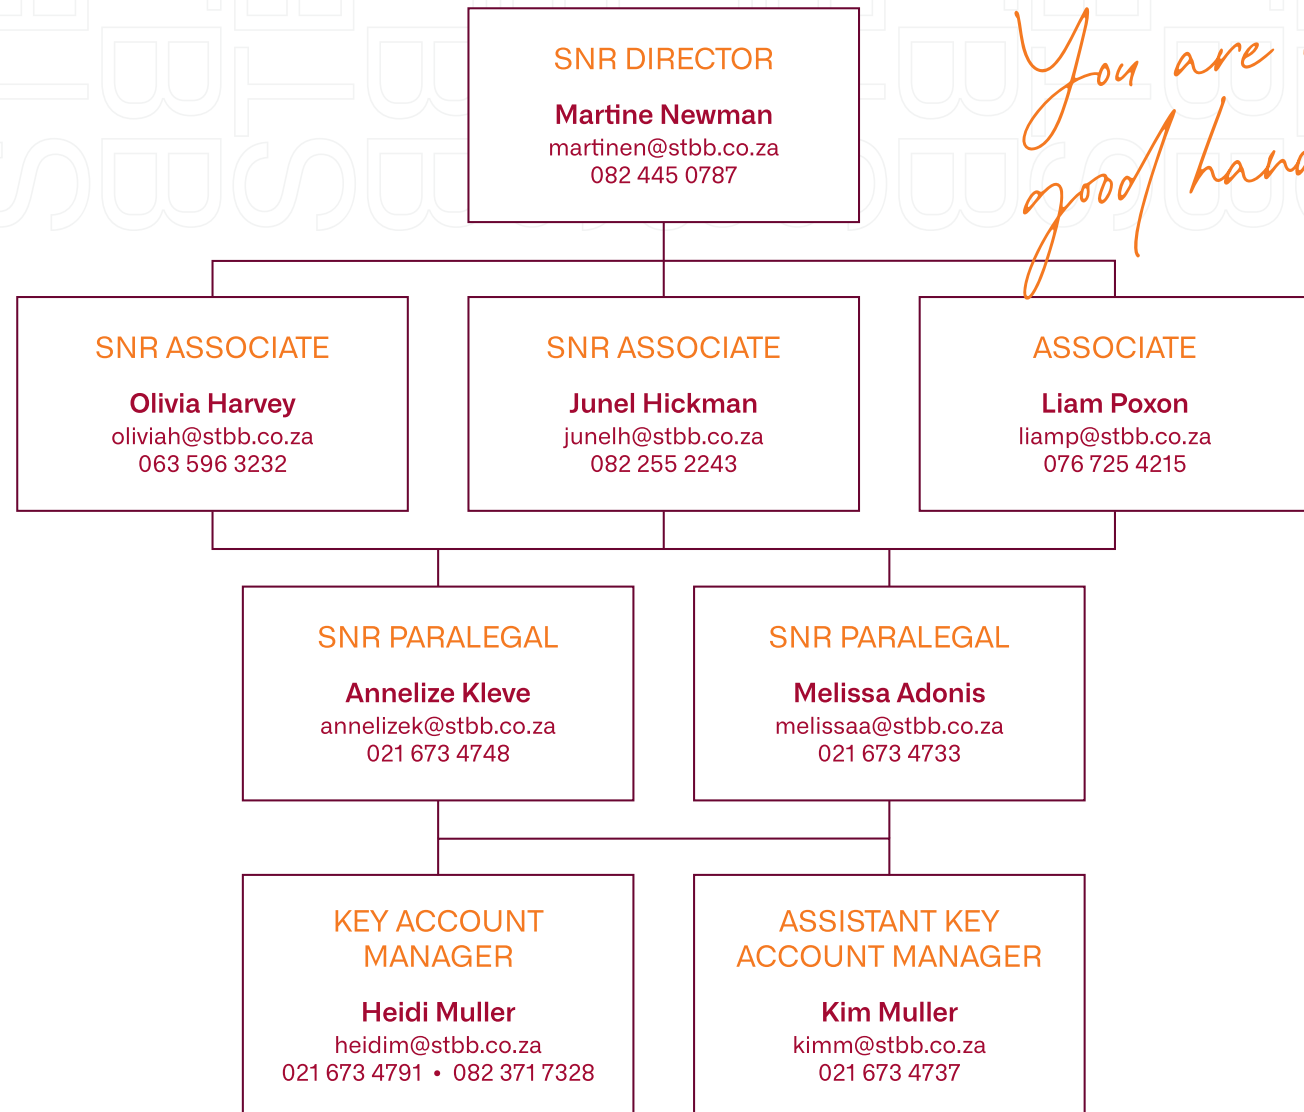 SNR DIRECTOR
Martine Newman
martinen@stbb.co.za
082 445 0787
You are
good
SNR ASSOCIATE
Olivia Harvey
oliviah@stbb.co.za
063 596 3232
SNR ASSOCIATE
Junel Hickman
junelh@stbb.co.za
082 255 2243
ASSOCIATE
Liam Poxon
liamp@stbb.co.za
076 725 4215
SNR PARALEGAL
Annelize Kleve
annelizek@stbb.co.za
021 673 4748
SNR PARALEGAL
Melissa Adonis
melissaa@stbb.co.za
021 673 4733
KEY ACCOUNT
MANAGER
Heidi Muller
heidim@stbb.co.za
021 673 4791 • 082 371 7328
ASSISTANT KEY
ACCOUNT MANAGER
Kim Muller
kimm@stbb.co.za
021 673 4737